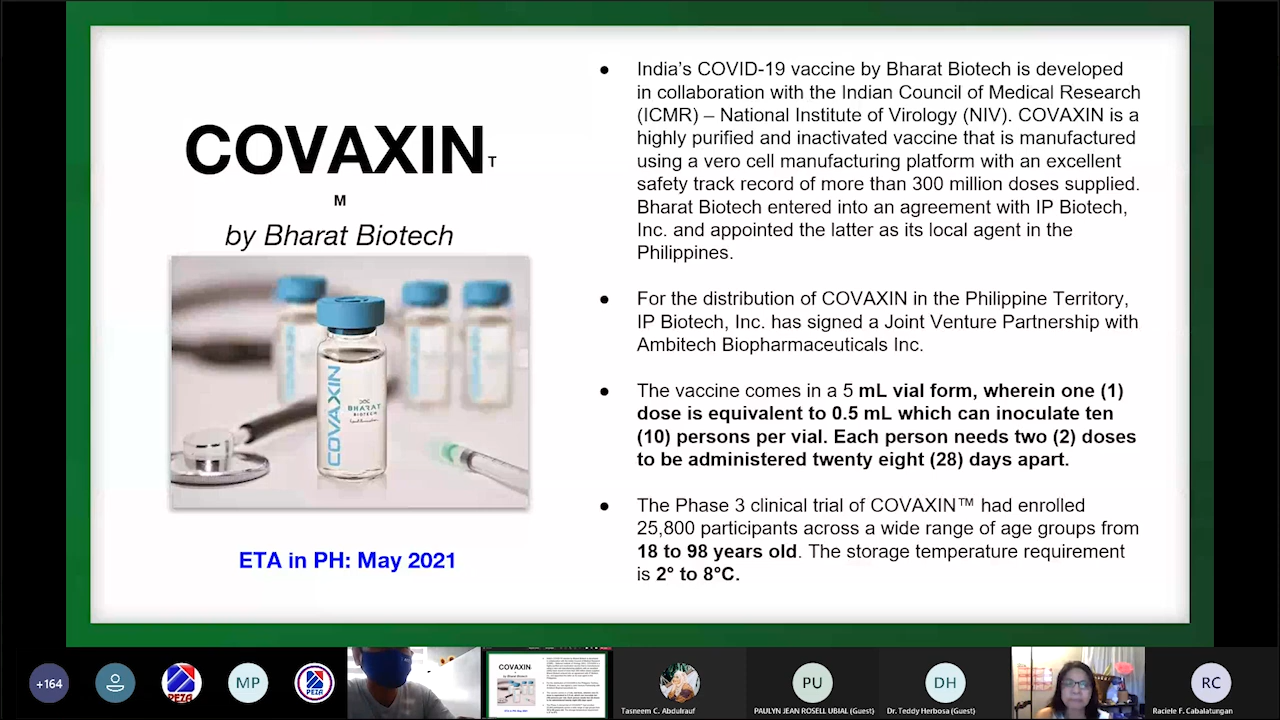 COVAXINT
M
by Bharat Biotech
COVAXIN
BHARAT
BIOTECH
ETA in PH: May 2021
● India’s COVID-19 vaccine by Bharat Biotech is developed
in collaboration with the Indian Council of Medical Research
(ICMR) – National Institute of Virology (NIV). COVAXIN is a
highly purified and inactivated vaccine that is manufactured
using a vero cell manufacturing platform with an excellent
safety track record of more than 300 million doses supplied.
Bharat Biotech entered into an agreement with IP Biotech,
Inc. and appointed the latter as its local agent in the
Philippines.
● For the distribution of COVAXIN in the Philippine Territory,
IP Biotech, Inc. has signed a Joint Venture Partnership with
Ambitech Biopharmaceuticals Inc.
● The vaccine comes in a 5 mL vial form, wherein one (1)
dose is equivalent to 0.5 mL which can inoculate ten
(10) persons per vial. Each person needs two (2) doses
to be administered twenty eight (28) days apart.
● The Phase 3 clinical trial of COVAXIN™ had enrolled
25,800 participants across a wide range of age groups from
18 to 98 years old. The storage temperature requirement
is 2° to 8°C.
MP
COVAXIN
Tasneem C. Abdulra
PU
DH
Dr. Teddy Herbosa (Guest)
RC
Raciele F. Cabalatungan